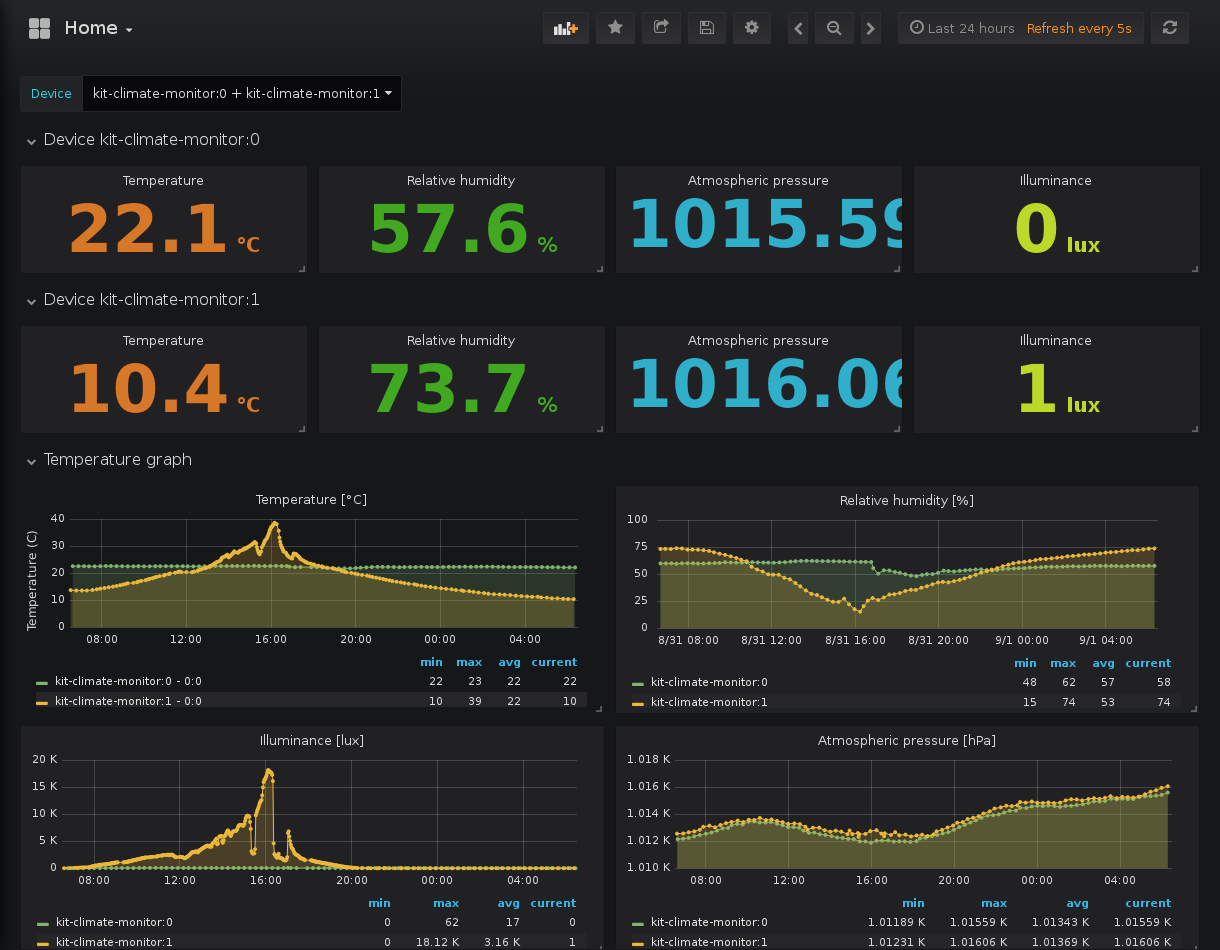 Home
Last 24 hours Refresh every 5s
Device kit-climate-monitor:0 + kit-climate-monitor:1
Device kit-climate-monitor:0
Temperature Relative humidity Atmospheric pressure Illuminance
22.1 °C 57.6 % 1015.59 0 lux
Device kit-climate-monitor:1
Temperature Relative humidity Atmospheric pressure Illuminance
10.4 °C 73.7 % 1016.06 1 lux
Temperature graph
Temperature [°C]
Temperature (C)
40
30
20
10
0
08:00 12:00 16:00 20:00 00:00 04:00
min max avg current
kit-climate-monitor:0 - 0:0 22 23 22 22
kit-climate-monitor:1 - 0:0 10 39 22 10
Relative humidity [%]
100
75
50
25
0
8/31 08:00 8/31 12:00 8/31 16:00 8/31 20:00 9/1 00:00 9/1 04:00
min max avg current
kit-climate-monitor:0 48 62 57 58
kit-climate-monitor:1 15 74 53 74
Illuminance [lux]
20 K
15 K
10 K
5 K
0
08:00 12:00 16:00 20:00 00:00 04:00
min max avg current
kit-climate-monitor:0 0 62 17 0
kit-climate-monitor:1 0 18.12 K 3.16 K 1
Atmospheric pressure [hPa]
1.018 K
1.016 K
1.014 K
1.012 K
1.010 K
08:00 12:00 16:00 20:00 00:00 04:00
min max avg current
kit-climate-monitor:0 1.01189 K 1.01559 K 1.01343 K 1.01559 K
kit-climate-monitor:1 1.01231 K 1.01606 K 1.01369 K 1.01606 K